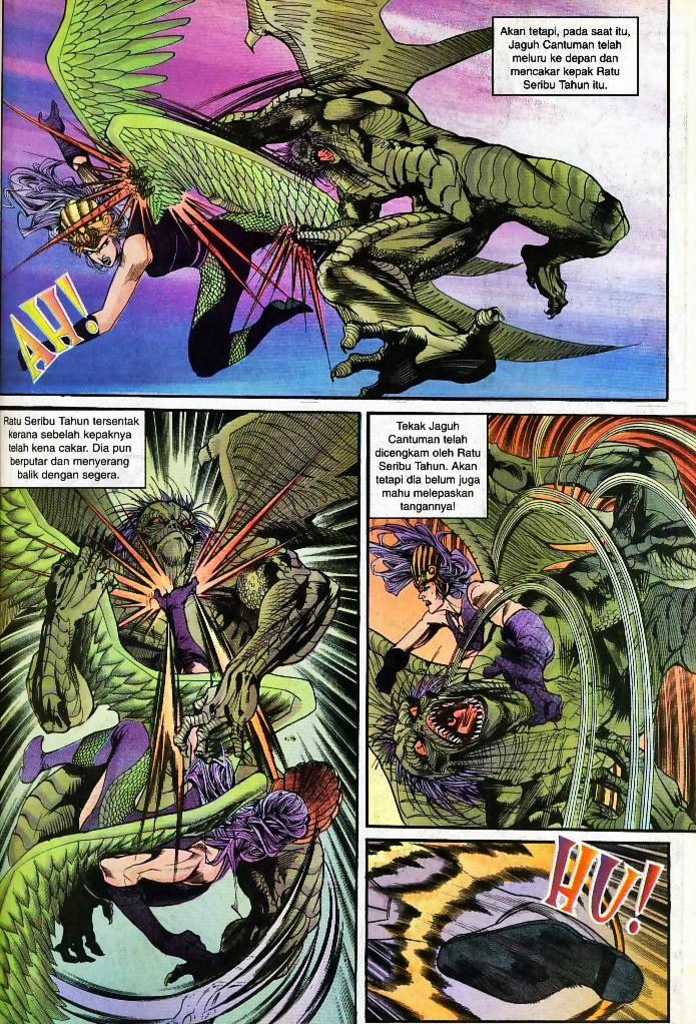 Akan tetapi, pada saat itu,
Jaguh Cantuman telah
meluru ke depan dan
mencakar kepak Ratu
Seribu Tahun itu.
AH!
Ratu Seribu Tahun tersentak
kerana sebelah kepaknya
telah kena cakar. Dia pun
berputar dan menyerang
balik dengan segera.
Tekak Jaguh
Cantuman telah
dicengkam oleh Ratu
Seribu Tahun. Akan
tetapi dia belum juga
mahu melepaskan
tangannya!
HU!